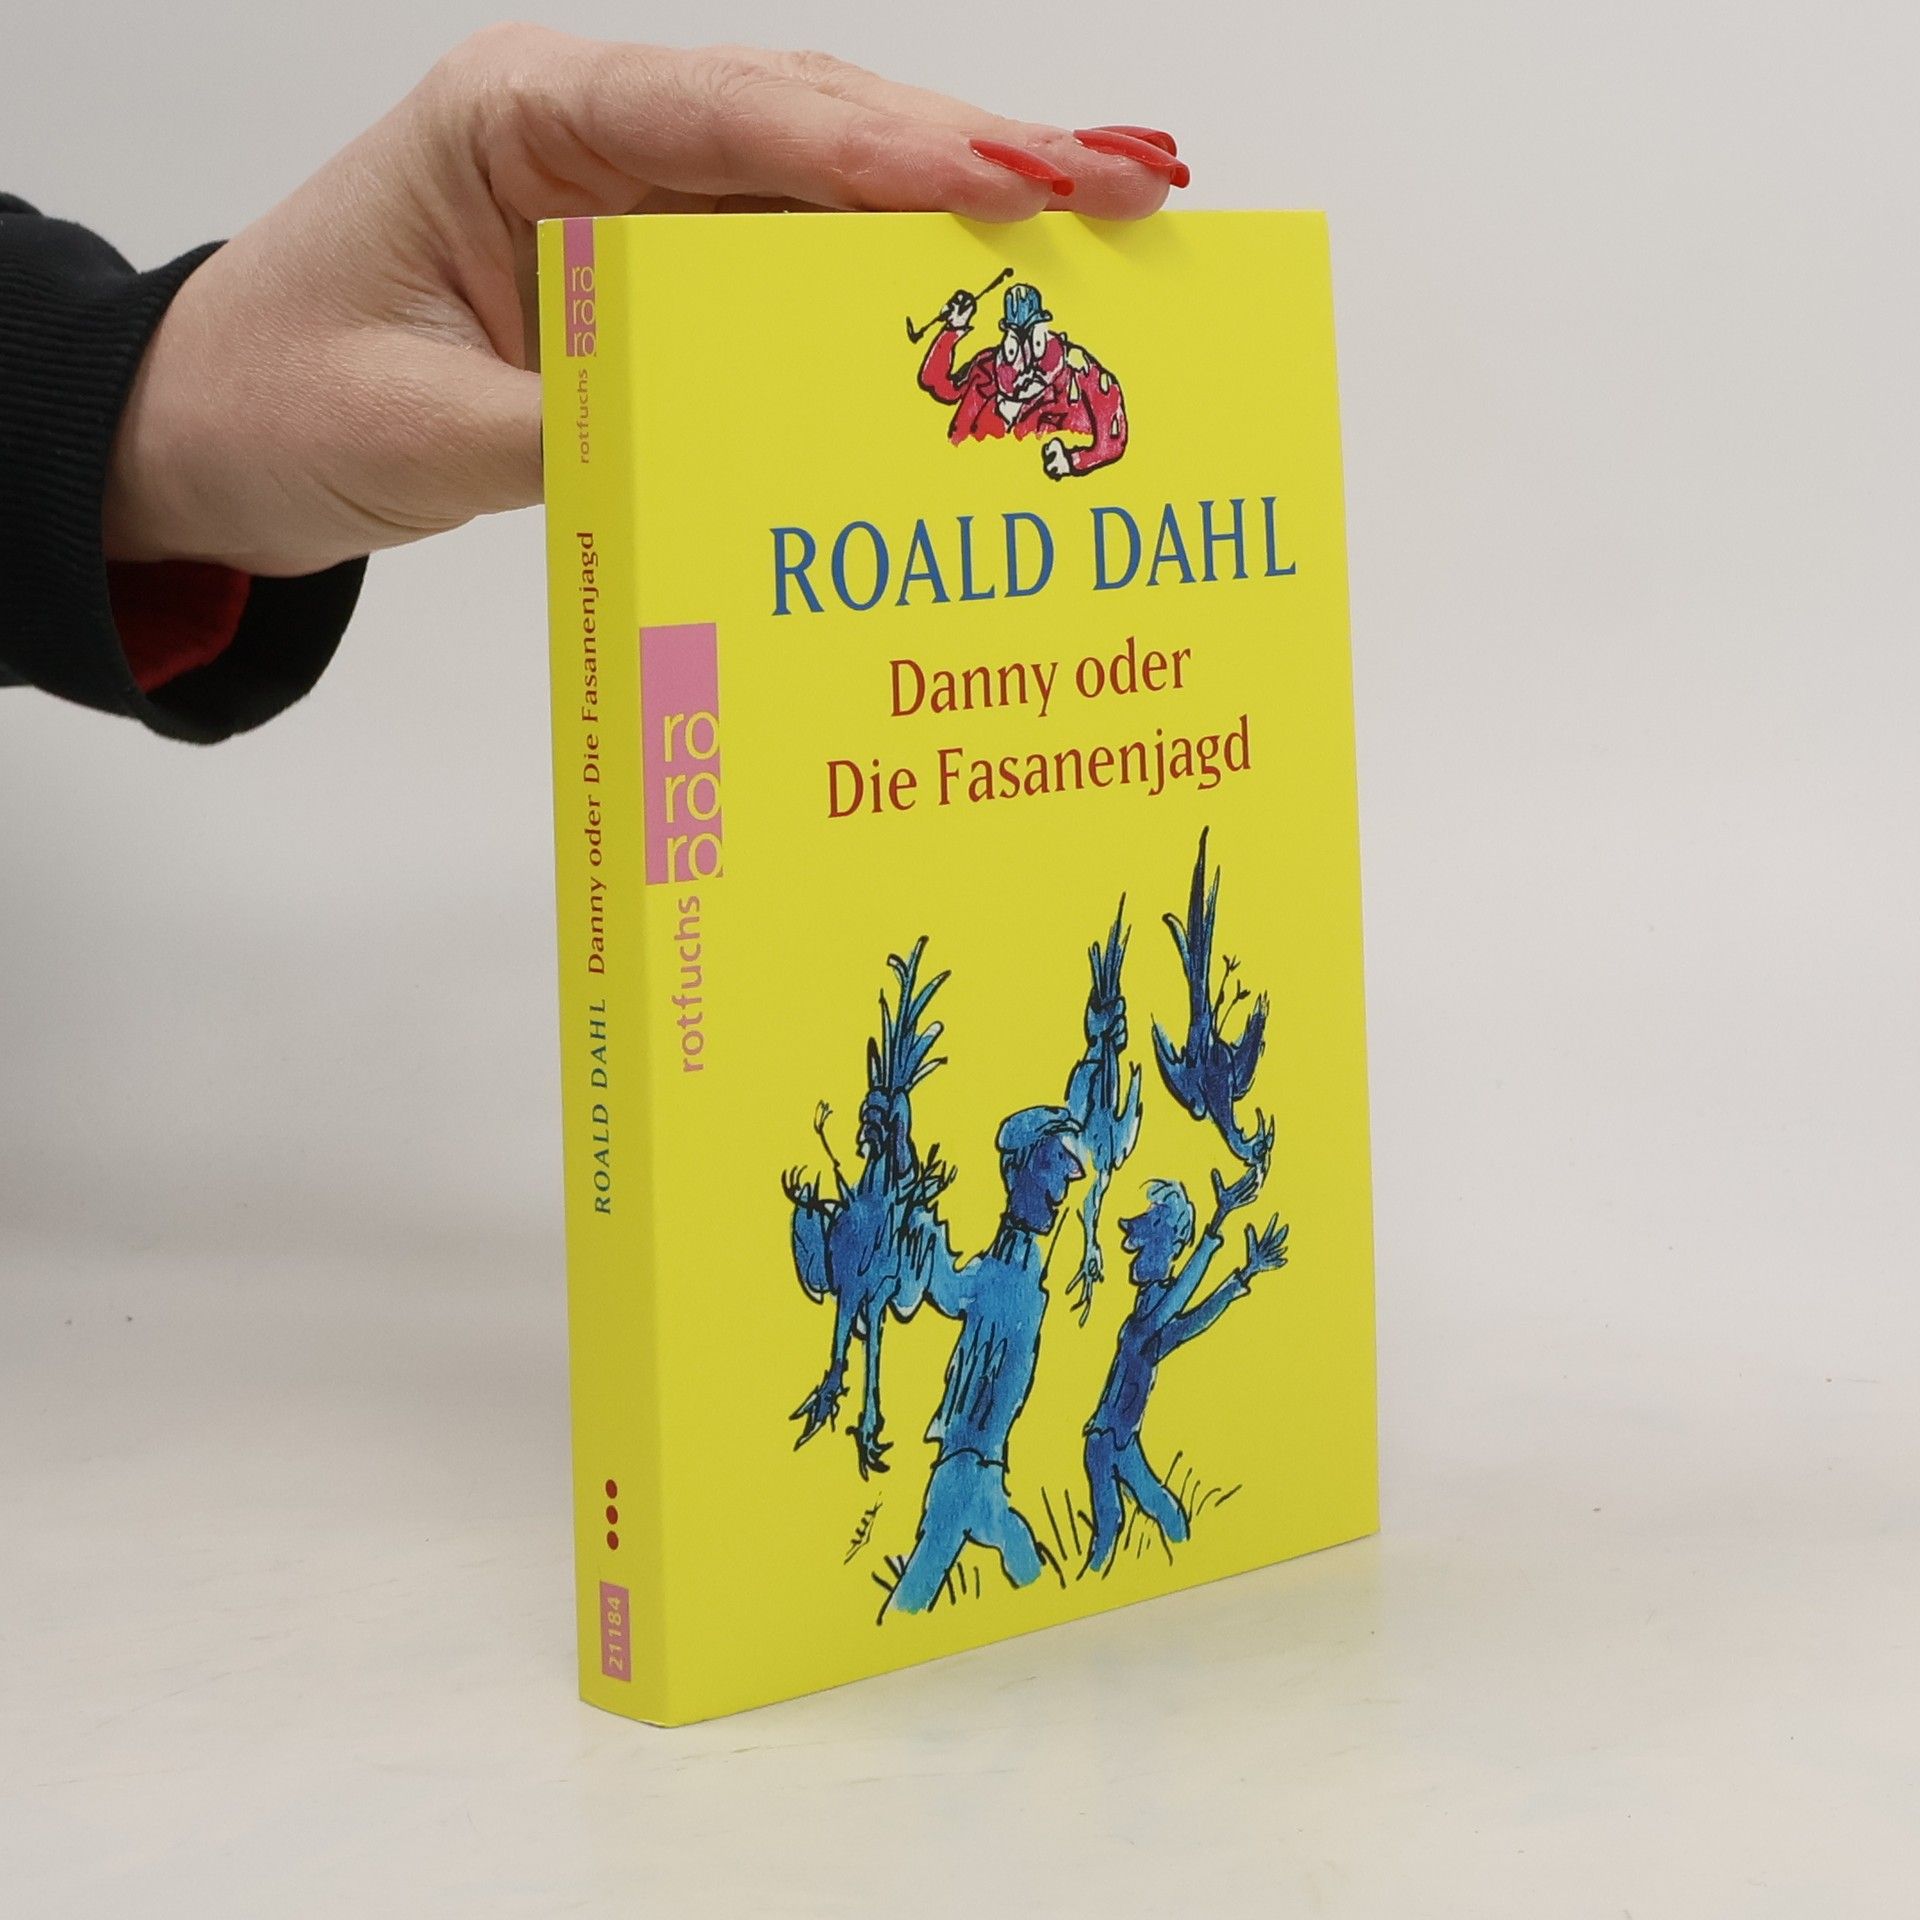 ro
ro
ro
rotfuchs
ROALD DAHL Danny oder Die Fasanenjagd
21184
ROALD DAHL
Danny oder
Die Fasanenjagd
ro
ro
ro
rotfuchs